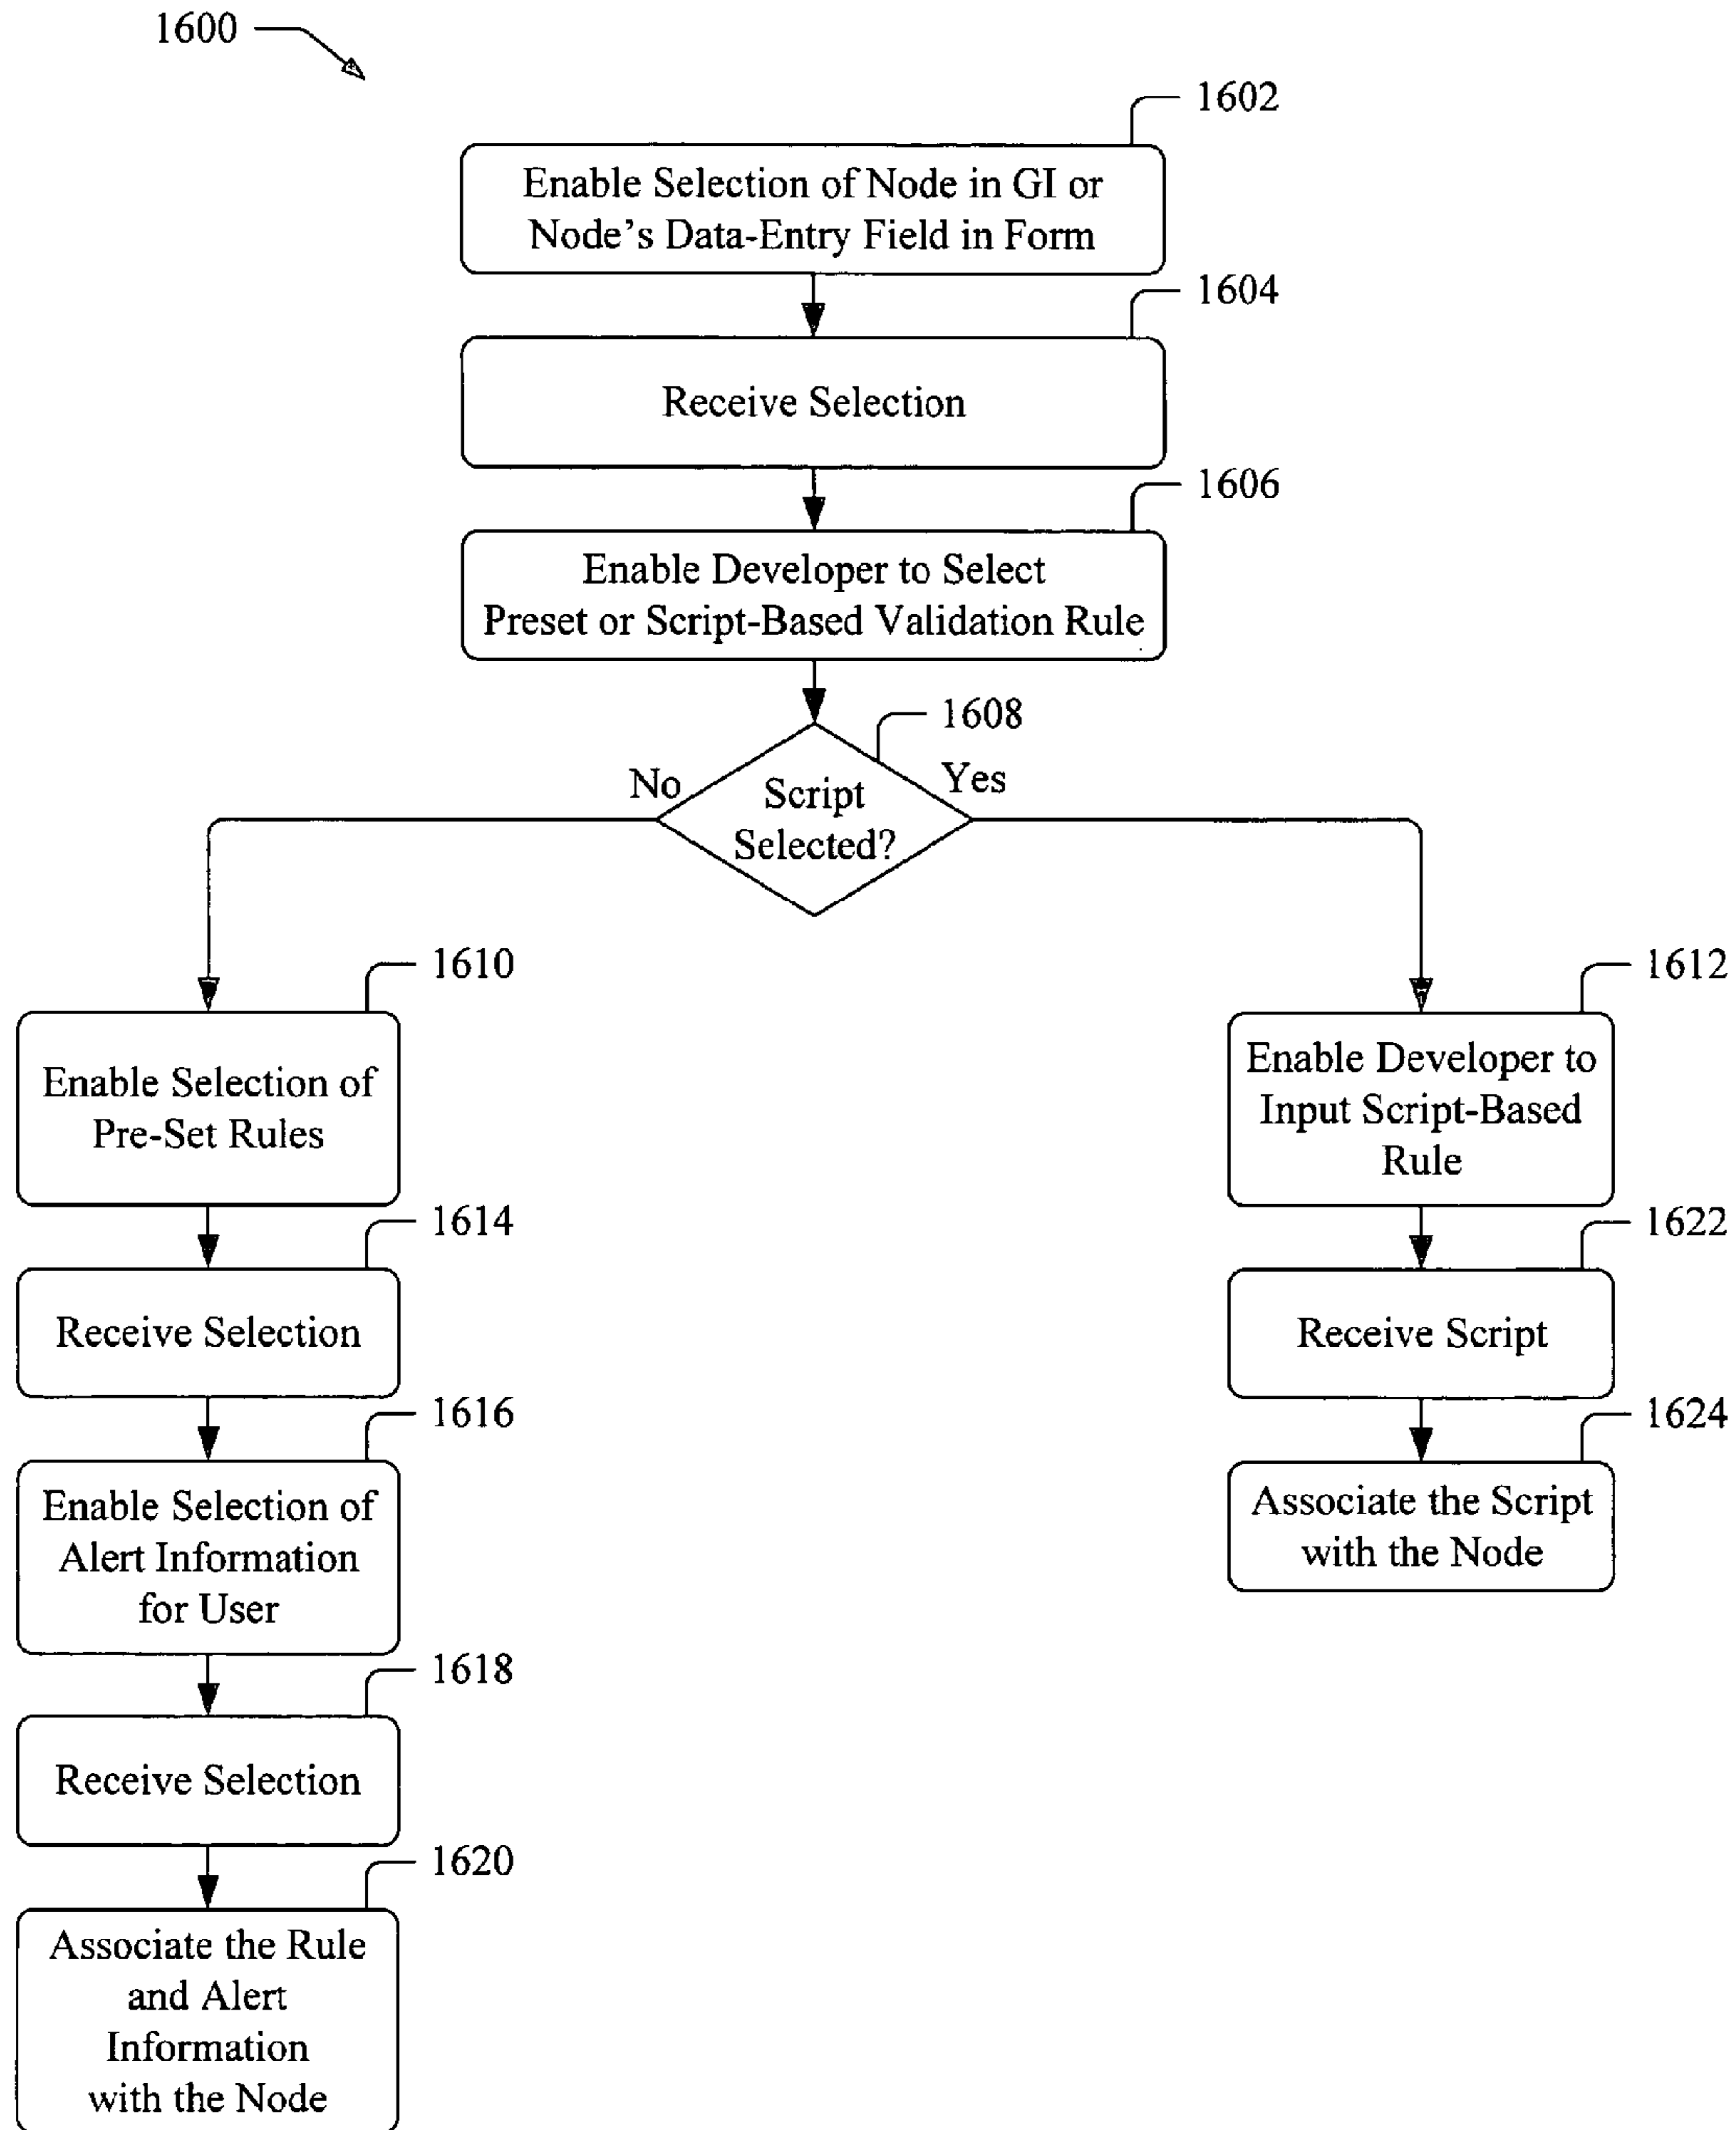 1600
1602
Enable Selection of Node in GI or
Node's Data-Entry Field in Form
1604
Receive Selection
1606
Enable Developer to Select
Preset or Script-Based Validation Rule
1608
No
Yes
Script
Selected?
1610
Enable Selection of
Pre-Set Rules
1612
Enable Developer to
Input Script-Based
Rule
1614
Receive Selection
1622
Receive Script
1616
Enable Selection of
Alert Information
for User
1624
Associate the Script
with the Node
1618
Receive Selection
1620
Associate the Rule
and Alert
Information
with the Node